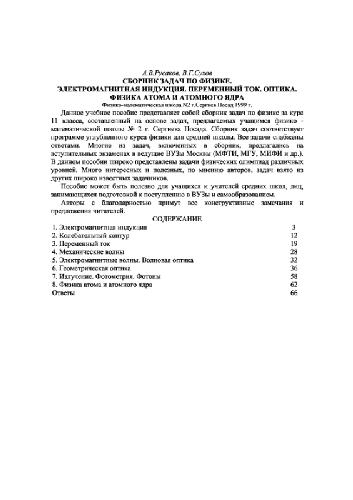 А.В.Русаков, В.Г.Сухов
СБОРНИК ЗАДАЧ ПО ФИЗИКЕ.
ЭЛЕКТРОМАГНИТНАЯ ИНДУКЦИЯ. ПЕРЕМЕННЫЙ ТОК. ОПТИКА.
ФИЗИКА АТОМА И АТОМНОГО ЯДРА
Физико-математическая школа №2 г.Сергиев Посад 1999 г.
Данное учебное пособие представляет собой сборник задач по физике за курс
11 класса, составленный на основе задач, предлагаемых учащимся физико -
математической школы № 2 г. Сергиева Посада. Сборник задач соответствует
программе углубленного курса физики для средней школы. Все задачи снабжены
ответами. Многие из задач, включенных в сборник, предлагались на
вступительных экзаменах в ведущие ВУЗы Москвы (МФТИ, МГУ, МИФИ и др.).
В данном пособии широко представлены задачи физических олимпиад различных
уровней. Много интересных и полезных, по мнению авторов, задач взято из
других широко известных задачников.
Пособие может быть полезно для учащихся и учителей средних школ, лиц,
занимающихся подготовкой к поступлению в ВУЗы и самообразованием.
Авторы с благодарностью примут все конструктивные замечания и
предложения читателей.
СОДЕРЖАНИЕ
1. Электромагнитная индукция 3
2. Колебательный контур 12
3. Переменный ток 19
4. Механические волны 28
5. Электромагнитные волны. Волновая оптика 32
6. Геометрическая оптика 36
7. Излучение. Фотометрия. Фотоны 58
8. Физика атома и атомного ядра 62
Ответы 66